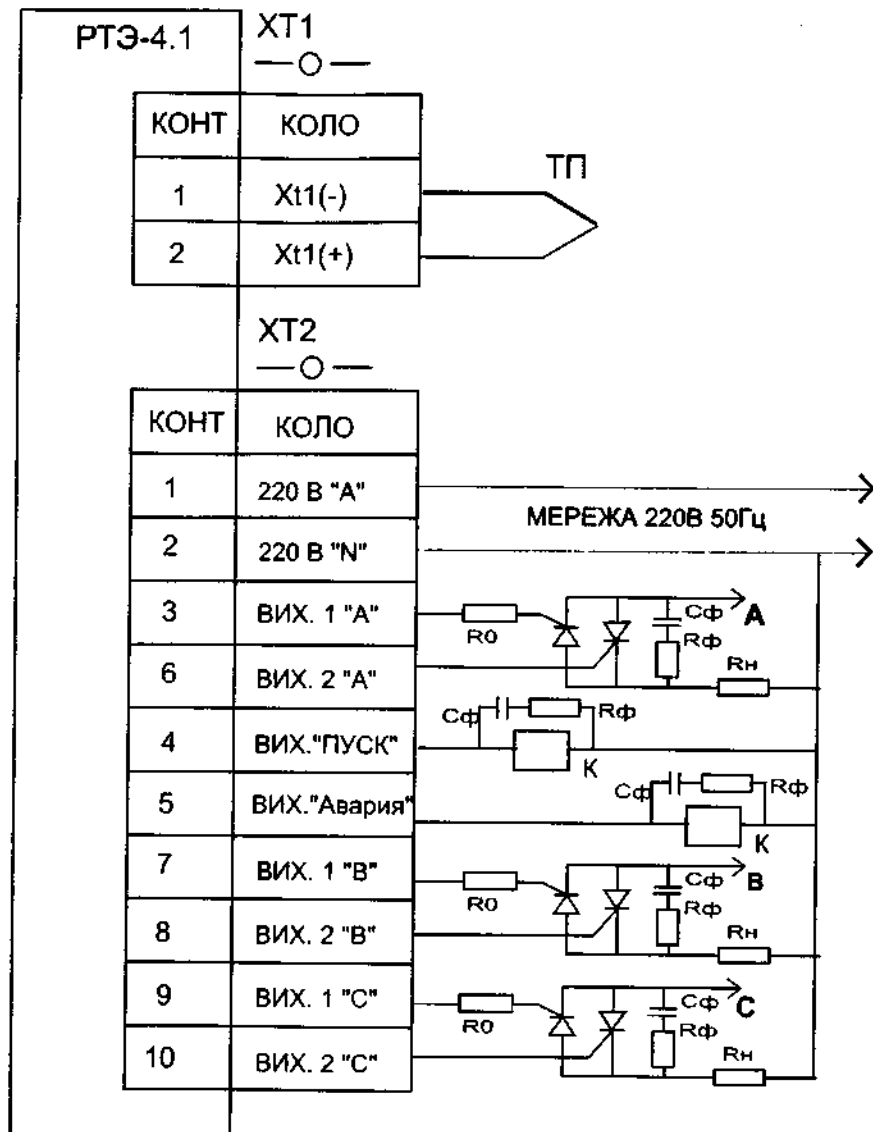 РТЭ-4.1
XT1
КОНТ КОЛО
1 Xt1(-)
2 Xt1(+)
ТП
XT2
КОНТ КОЛО
1 220 В "А"
МЕРЕЖА 220В 50Гц
2 220 В "N"
3 ВИХ. 1 "А"
R0 Сф А
Rф
Rн
6 ВИХ. 2 "А"
Сф Rф
4 ВИХ."ПУСК"
К
5 ВИХ."Авария"
Сф Rф
К
7 ВИХ. 1 "В"
R0 Сф В
Rф
Rн
8 ВИХ. 2 "В"
9 ВИХ. 1 "С"
R0 Сф С
Rф
Rн
10 ВИХ. 2 "С"